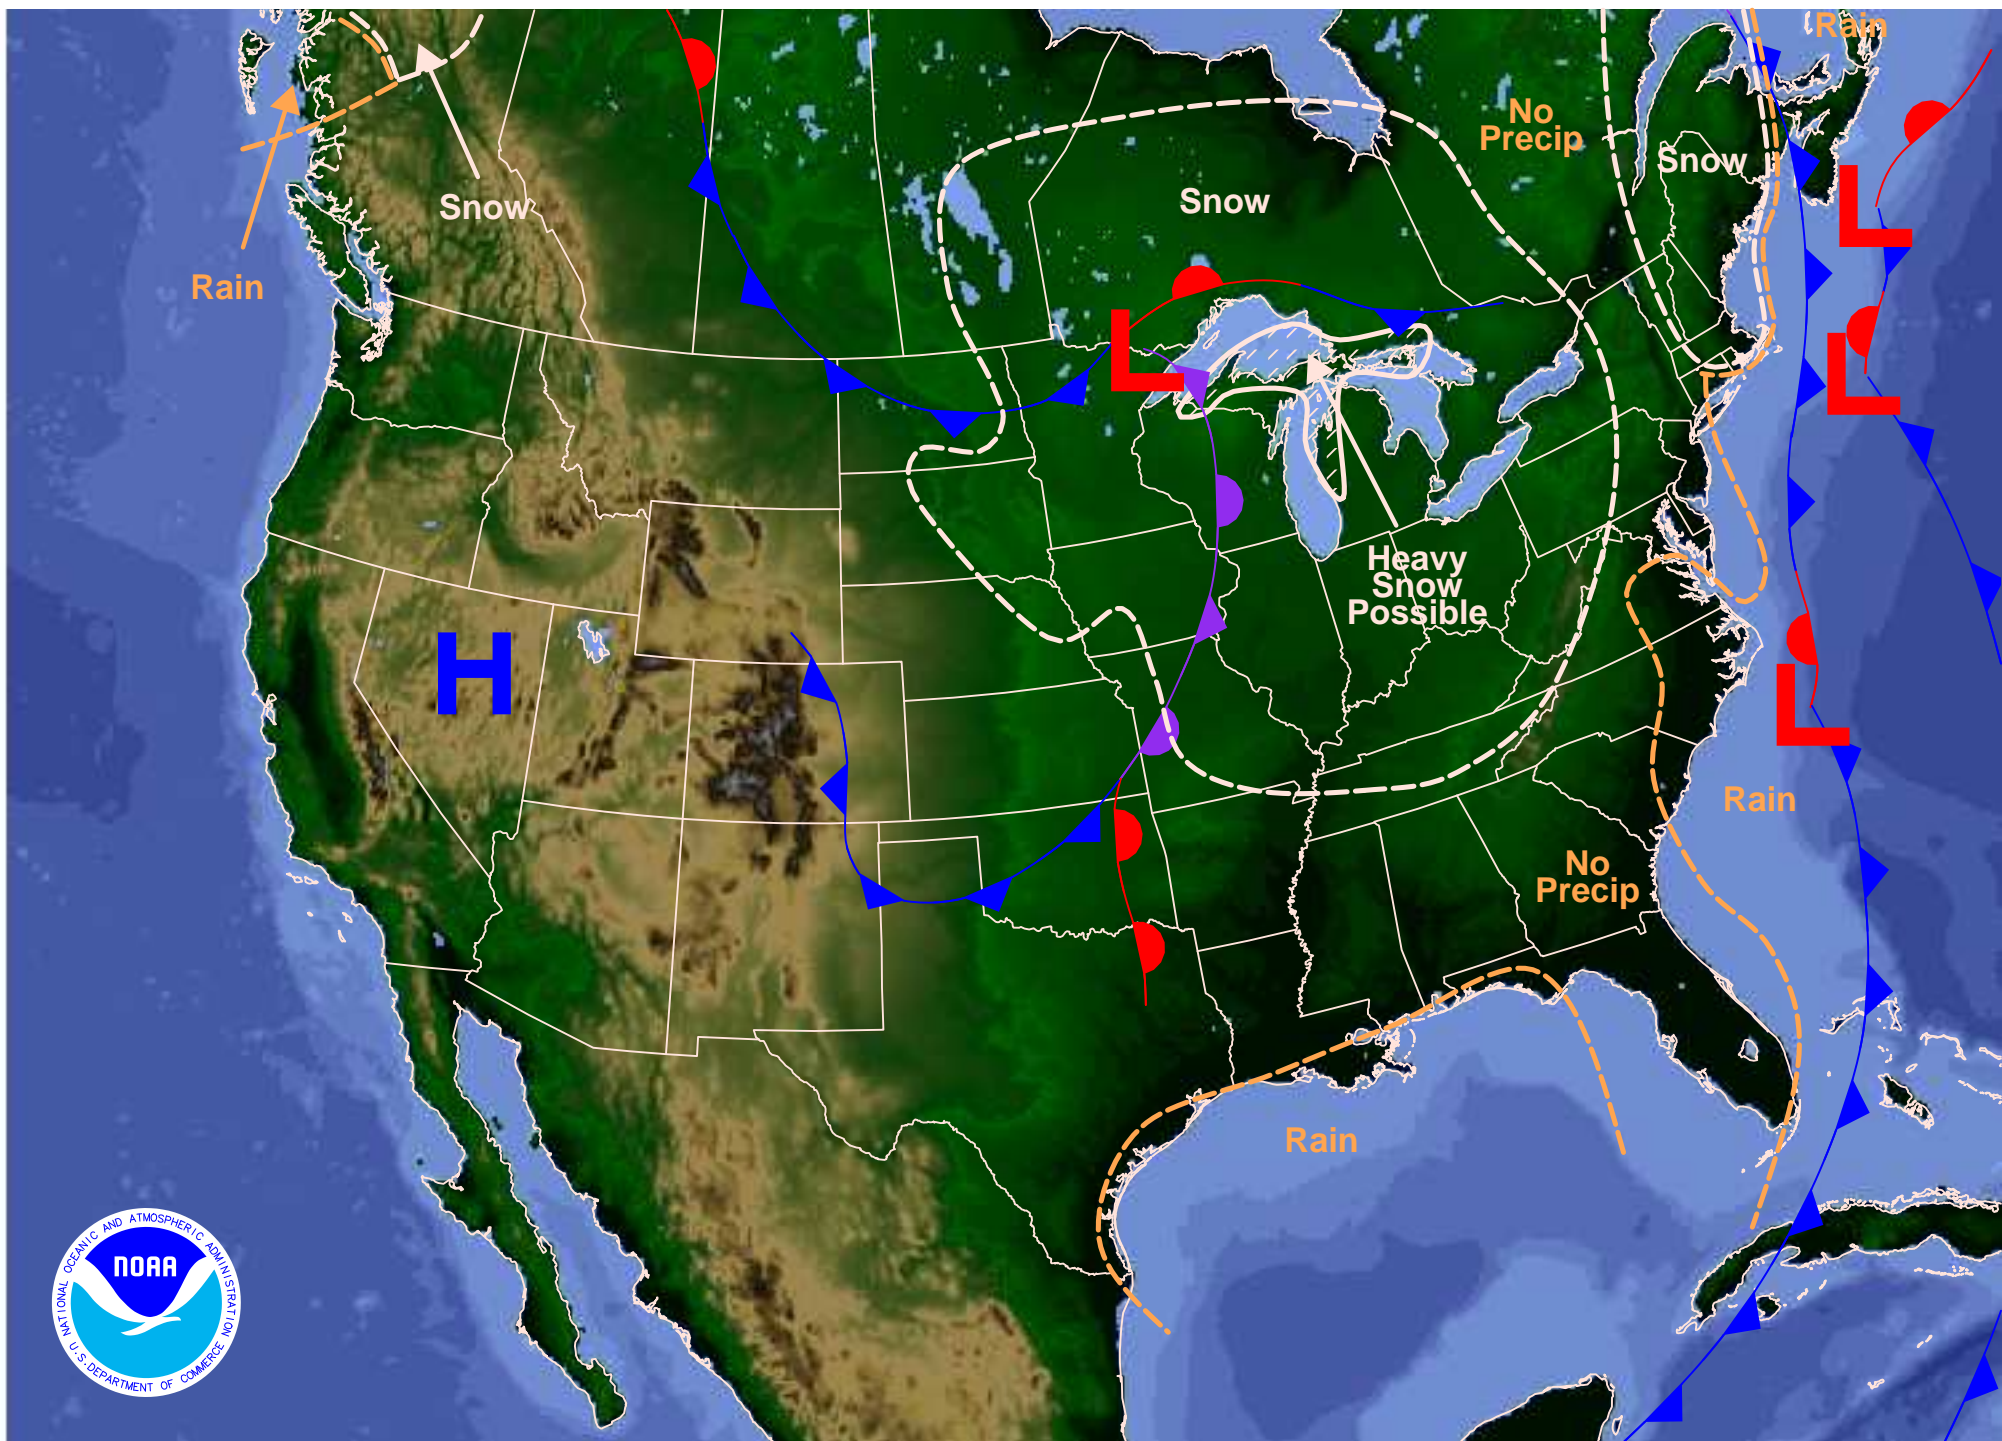 Rain
No
Precip
Snow
Snow
Snow
Rain
L
L
L
Heavy
Snow
Possible
H
L
Rain
No
Precip
Rain
NATIONAL OCEANIC AND ATMOSPHERIC ADMINISTRATION
NOAA
U.S. DEPARTMENT OF COMMERCE